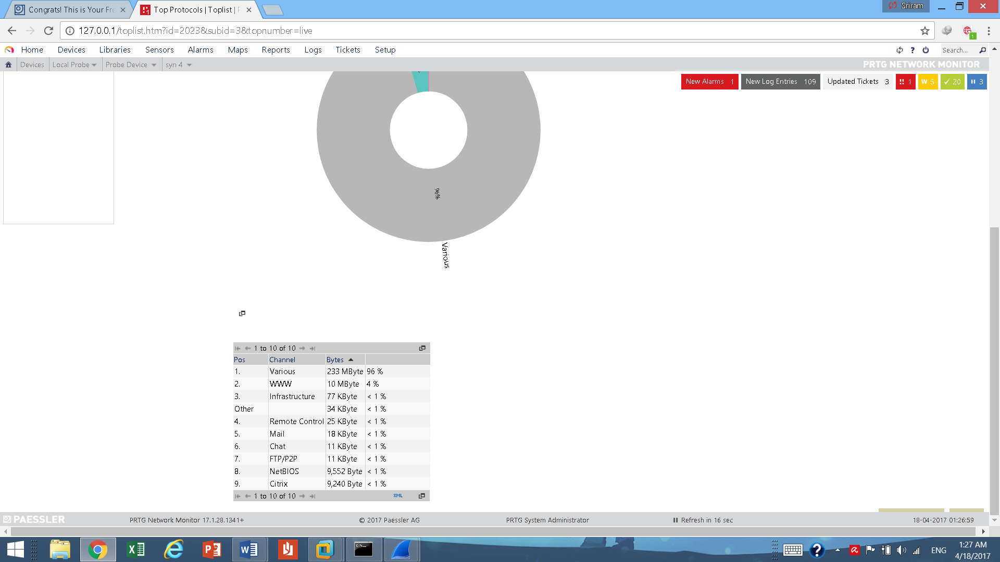 Congrats! This is Your Fre
Top Protocols | Toplist | P
Sriram
127.0.0.1/toplist.htm?id=2023&subid=3&topnumber=live
1
Home Devices Libraries Sensors Alarms Maps Reports Logs Tickets Setup
? Search...
Devices Local Probe Probe Device syn 4
PRTG NETWORK MONITOR
New Alarms 1 New Log Entries 109 Updated Tickets 3 !! 1 W 5 20 3
96%
Various
1 to 10 of 10
Pos Channel Bytes
1. Various 233 MByte 96 %
2. WWW 10 MByte 4 %
3. Infrastructure 77 KByte < 1 %
Other 34 KByte < 1 %
4. Remote Control 25 KByte < 1 %
5. Mail 18 KByte < 1 %
6. Chat 11 KByte < 1 %
7. FTP/P2P 11 KByte < 1 %
8. NetBIOS 9,552 Byte < 1 %
9. Citrix 9,240 Byte < 1 %
1 to 10 of 10 XML
PAESSLER PRTG Network Monitor 17.1.28.1341+ © 2017 Paessler AG PRTG System Administrator Refresh in 16 sec 18-04-2017 01:26:59
ENG
1:27 AM
4/18/2017